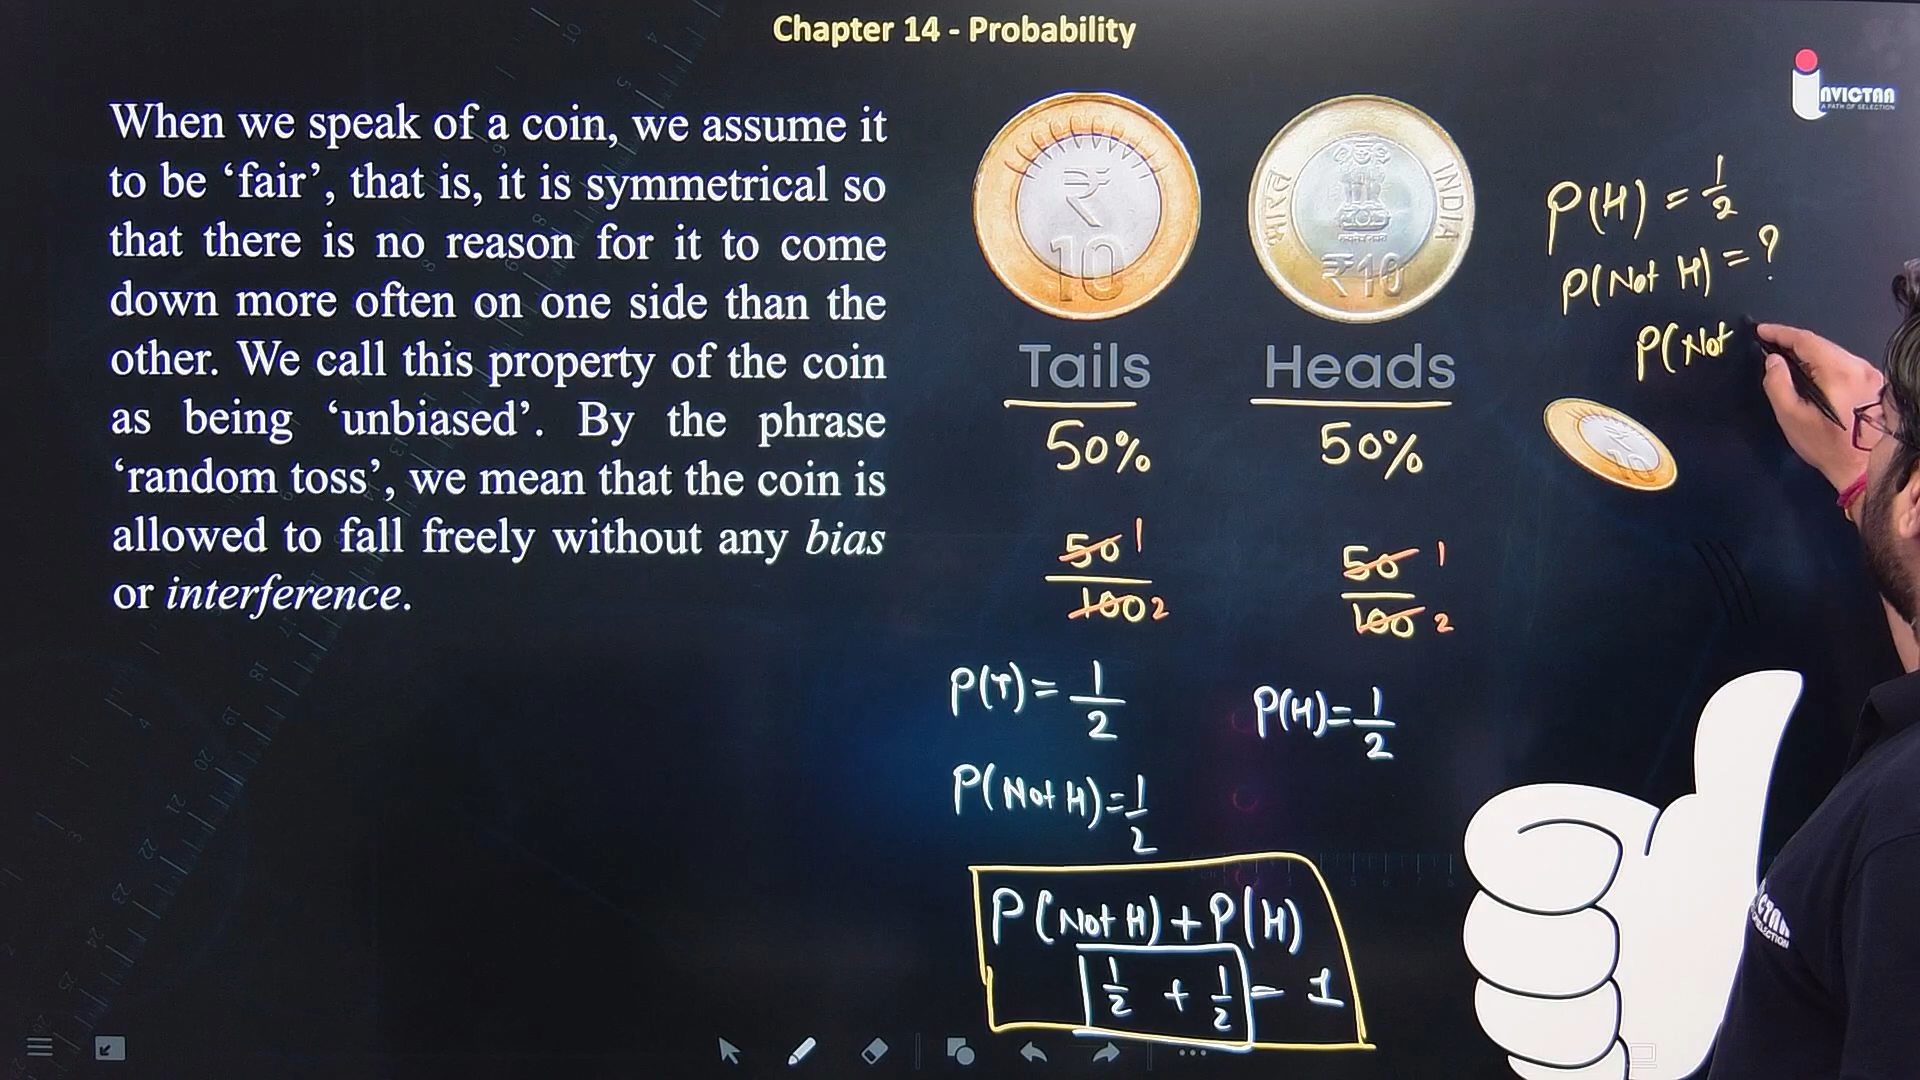 Chapter 14 - Probability
NVICTAA
A PATH OF SELECTION
When we speak of a coin, we assume it
to be ‘fair’, that is, it is symmetrical so
that there is no reason for it to come
down more often on one side than the
other. We call this property of the coin
as being ‘unbiased’. By the phrase
‘random toss’, we mean that the coin is
allowed to fall freely without any bias
or interference.
₹
10
भारत
INDIA
₹10
Tails
Heads
50%
50%
50 1
100 2
50 1
100 2
P(T) = 1/2
P(H) = 1/2
P(Not H) = 1/2
P(Not H) + P(H)
1/2 + 1/2 = 1
P(H) = 1/2
P(Not H) = ?
P(Not
10
CTAA
SELECTION